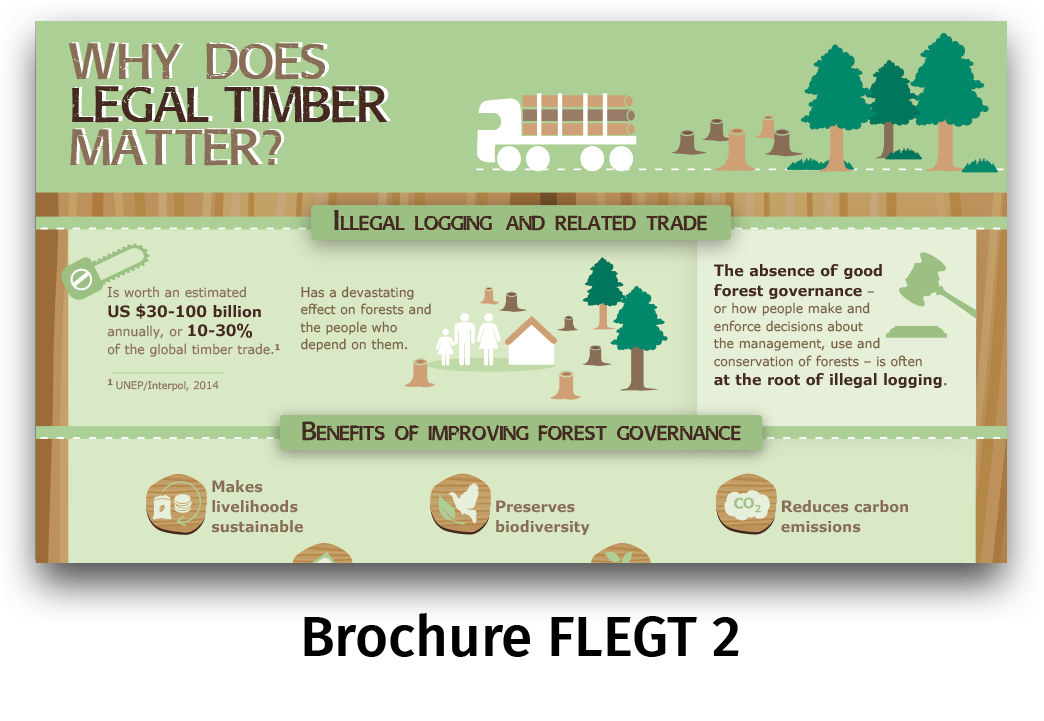 WHY DOES
LEGAL TIMBER
MATTER?
ILLEGAL LOGGING AND RELATED TRADE
Is worth an estimated
US $30-100 billion
annually, or 10-30%
of the global timber trade.¹
¹ UNEP/Interpol, 2014
Has a devastating
effect on forests and
the people who
depend on them.
The absence of good
forest governance –
or how people make and
enforce decisions about
the management, use and
conservation of forests – is often
at the root of illegal logging.
BENEFITS OF IMPROVING FOREST GOVERNANCE
Makes
livelihoods
sustainable
Preserves
biodiversity
CO₂
Reduces carbon
emissions
Brochure FLEGT 2